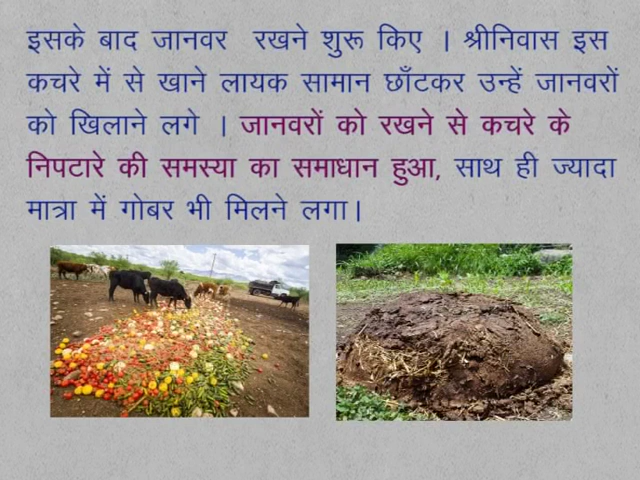 इसके बाद जानवर रखने शुरू किए । श्रीनिवास इस
कचरे में से खाने लायक सामान छाँटकर उन्हें जानवरों
को खिलाने लगे । जानवरों को रखने से कचरे के
निपटारे की समस्या का समाधान हुआ, साथ ही ज्यादा
मात्रा में गोबर भी मिलने लगा।